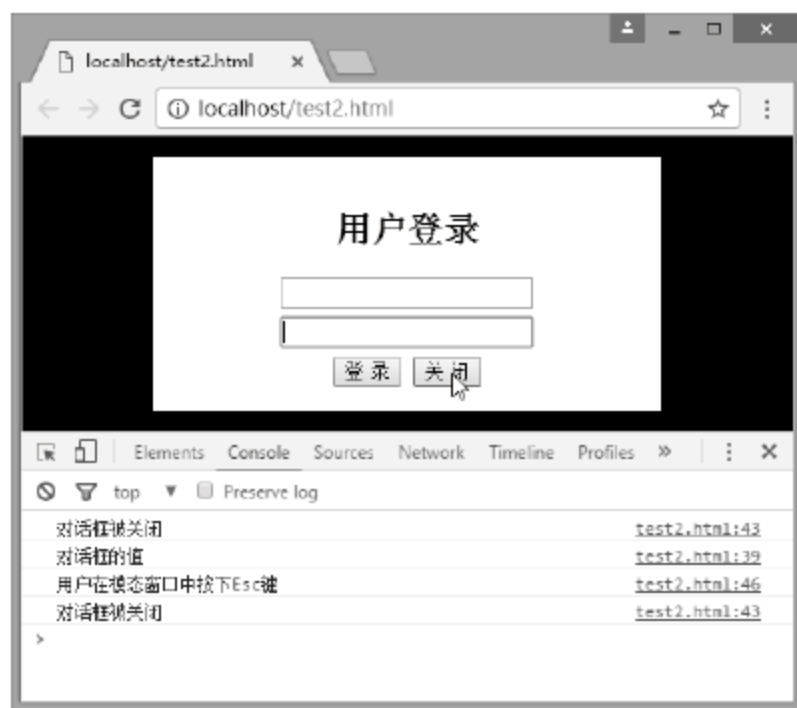 localhost/test2.html
localhost/test2.html
用户登录
登 录 关 闭
Elements Console Sources Network Timeline Profiles
top Preserve log
对话框被关闭 test2.html:43
对话框的值 test2.html:39
用户在模态窗口中按下Esc键 test2.html:46
对话框被关闭 test2.html:43